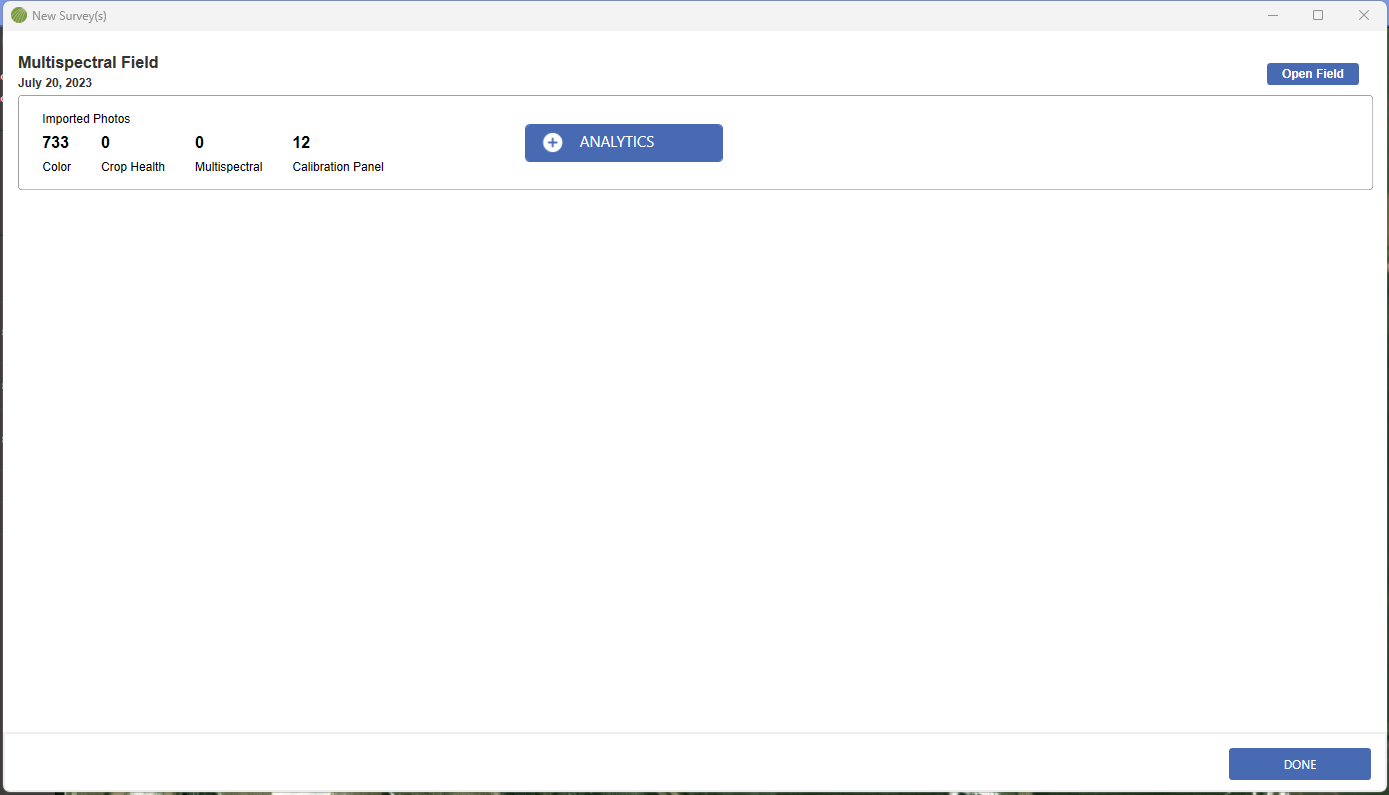 New Survey(s)
Multispectral Field
July 20, 2023
Open Field
Imported Photos
733 0 0 12
Color Crop Health Multispectral Calibration Panel
ANALYTICS
DONE